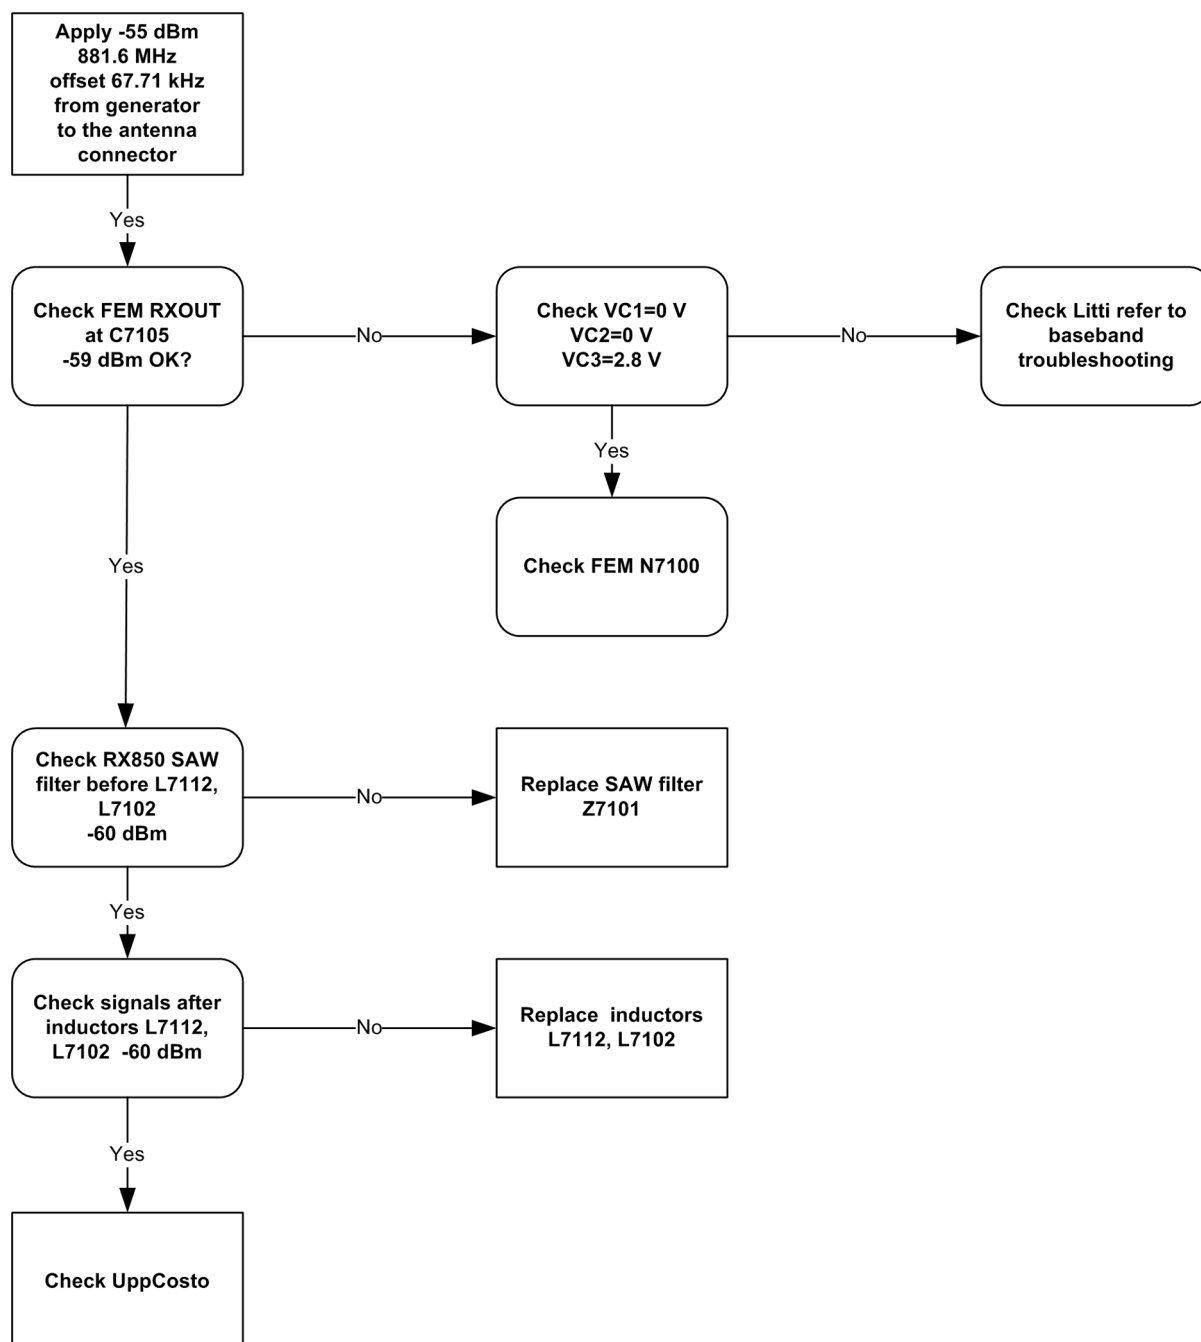 Apply -55 dBm
881.6 MHz
offset 67.71 kHz
from generator
to the antenna
connector
Yes
Check FEM RXOUT
at C7105
-59 dBm OK?
No
Check VC1=0 V
VC2=0 V
VC3=2.8 V
No
Check Litti refer to
baseband
troubleshooting
Yes
Check FEM N7100
Yes
Check RX850 SAW
filter before L7112,
L7102
-60 dBm
No
Replace SAW filter
Z7101
Yes
Check signals after
inductors L7112,
L7102  -60 dBm
No
Replace  inductors
L7112, L7102
Yes
Check UppCosto